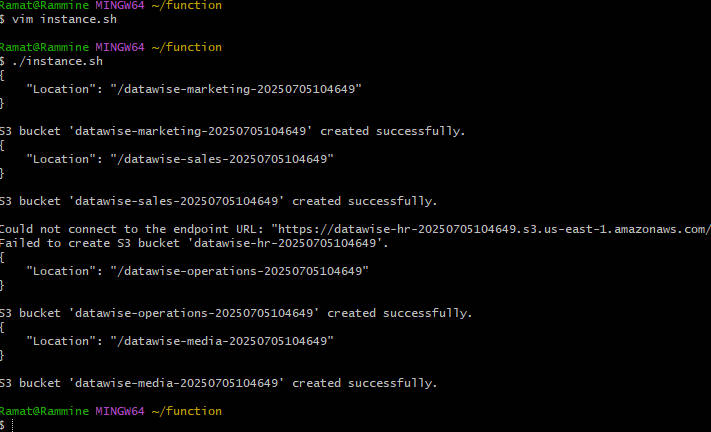 Ramat@Rammine MINGW64 ~/function
$ vim instance.sh
Ramat@Rammine MINGW64 ~/function
$ ./instance.sh
{
"Location": "/datawise-marketing-20250705104649"
}
S3 bucket 'datawise-marketing-20250705104649' created successfully.
{
"Location": "/datawise-sales-20250705104649"
}
S3 bucket 'datawise-sales-20250705104649' created successfully.
Could not connect to the endpoint URL: "https://datawise-hr-20250705104649.s3.us-east-1.amazonaws.com/
Failed to create S3 bucket 'datawise-hr-20250705104649'.
{
"Location": "/datawise-operations-20250705104649"
}
S3 bucket 'datawise-operations-20250705104649' created successfully.
{
"Location": "/datawise-media-20250705104649"
}
S3 bucket 'datawise-media-20250705104649' created successfully.
Ramat@Rammine MINGW64 ~/function
$